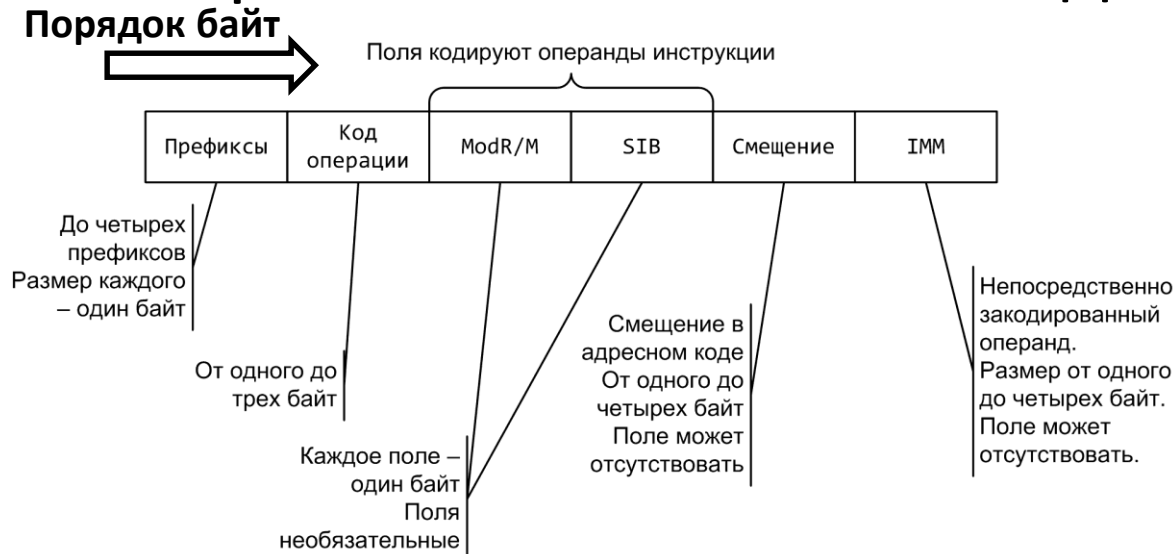 Порядок байт
Поля кодируют операнды инструкции
Префиксы
Код
операции
ModR/M
SIB
Смещение
IMM
До четырех
префиксов
Размер каждого
– один байт
От одного до
трех байт
Каждое поле –
один байт
Поля
необязательные
Смещение в
адресном коде
От одного до
четырех байт
Поле может
отсутствовать
Непосредственно
закодированный
операнд.
Размер от одного
до четырех байт.
Поле может
отсутствовать.